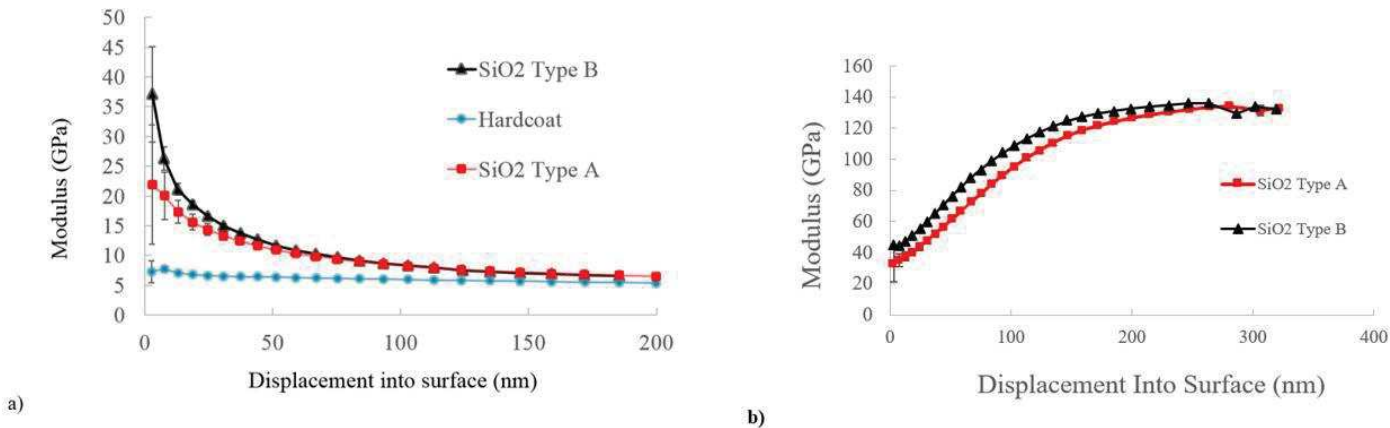 50
45
40
35
30
25
20
15
10
5
0
Modulus (GPa)
SiO2 Type B
Hardcoat
SiO2 Type A
0 50 100 150 200
Displacement into surface (nm)
a)
160
140
120
100
80
60
40
20
0
Modulus (GPa)
SiO2 Type A
SiO2 Type B
0 100 200 300 400
Displacement Into Surface (nm)
b)